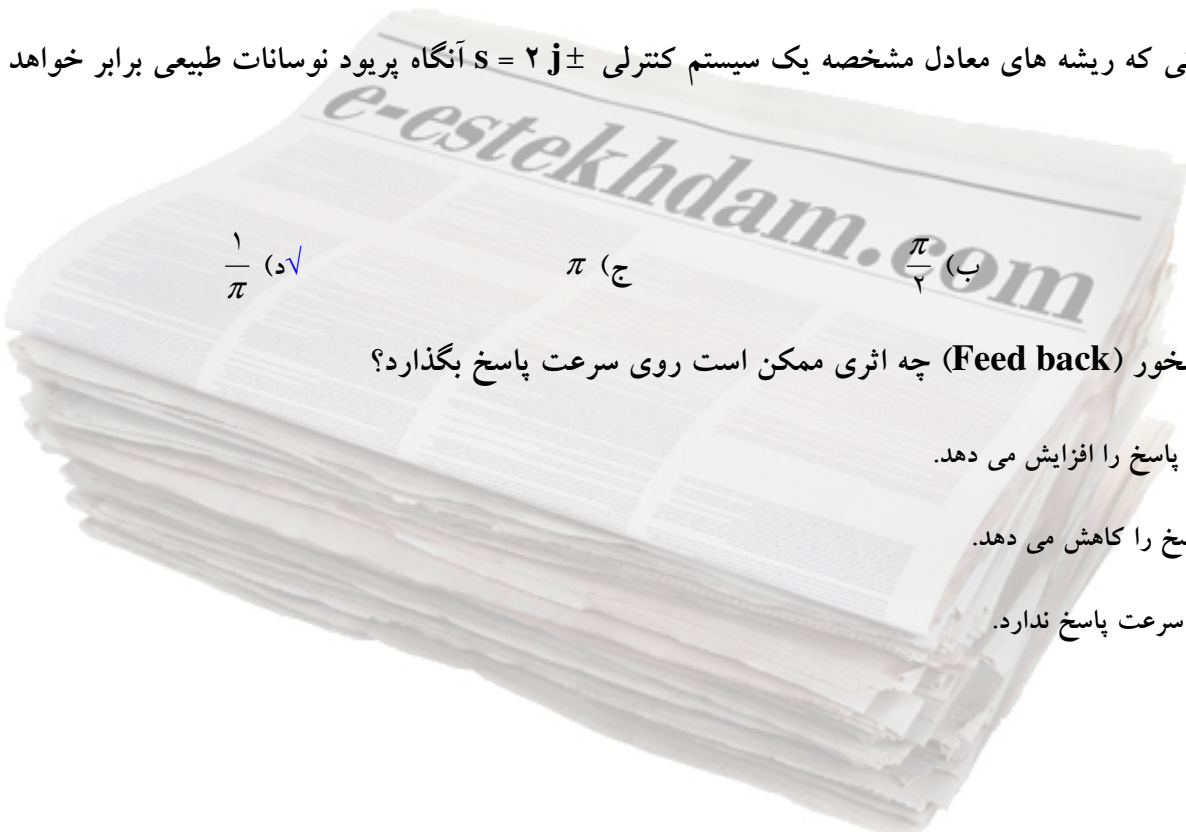 که ریشه های معادل مشخصه یک سیستم کنترلی s = ۲ j± آنگاه پریود نوسانات طبیعی برابر خواهد
e-estekhdam.com
ب) π/۲ ج) π √د) ۱/π
(Feed back) چه اثری ممکن است روی سرعت پاسخ بگذارد؟
پاسخ را افزایش می دهد.
را کاهش می دهد.
سرعت پاسخ ندارد.